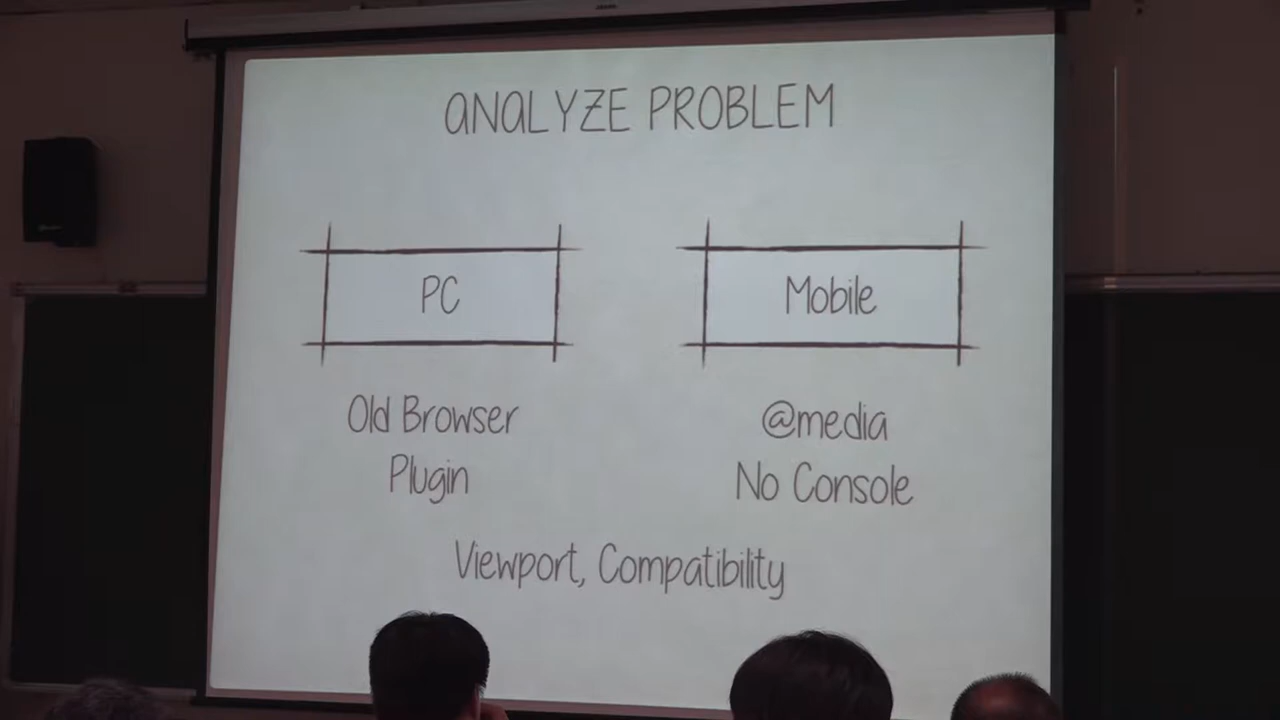 ANALYZE PROBLEM
PC
Mobile
Old Browser
Plugin
@media
No Console
Viewport, Compatibility